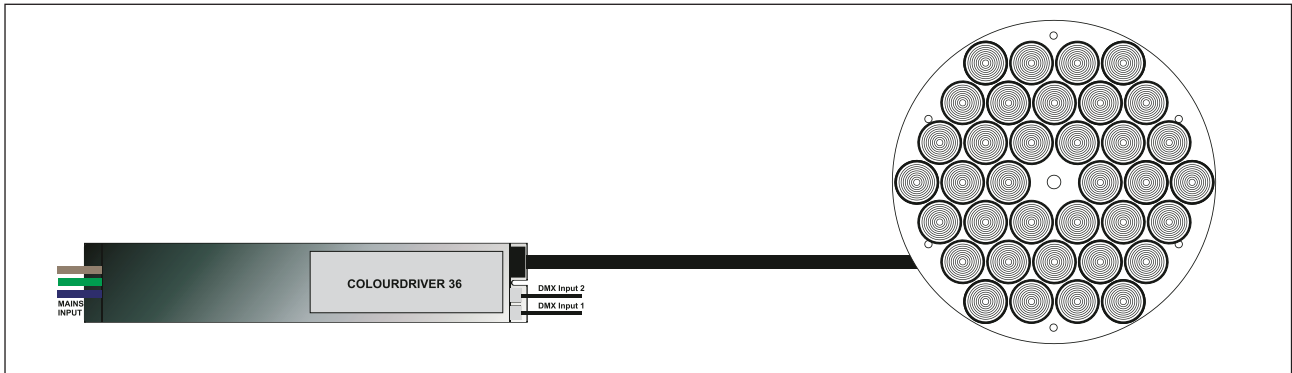 COLOURDRIVER 36
DMX Input 2
DMX Input 1
MAINS
INPUT